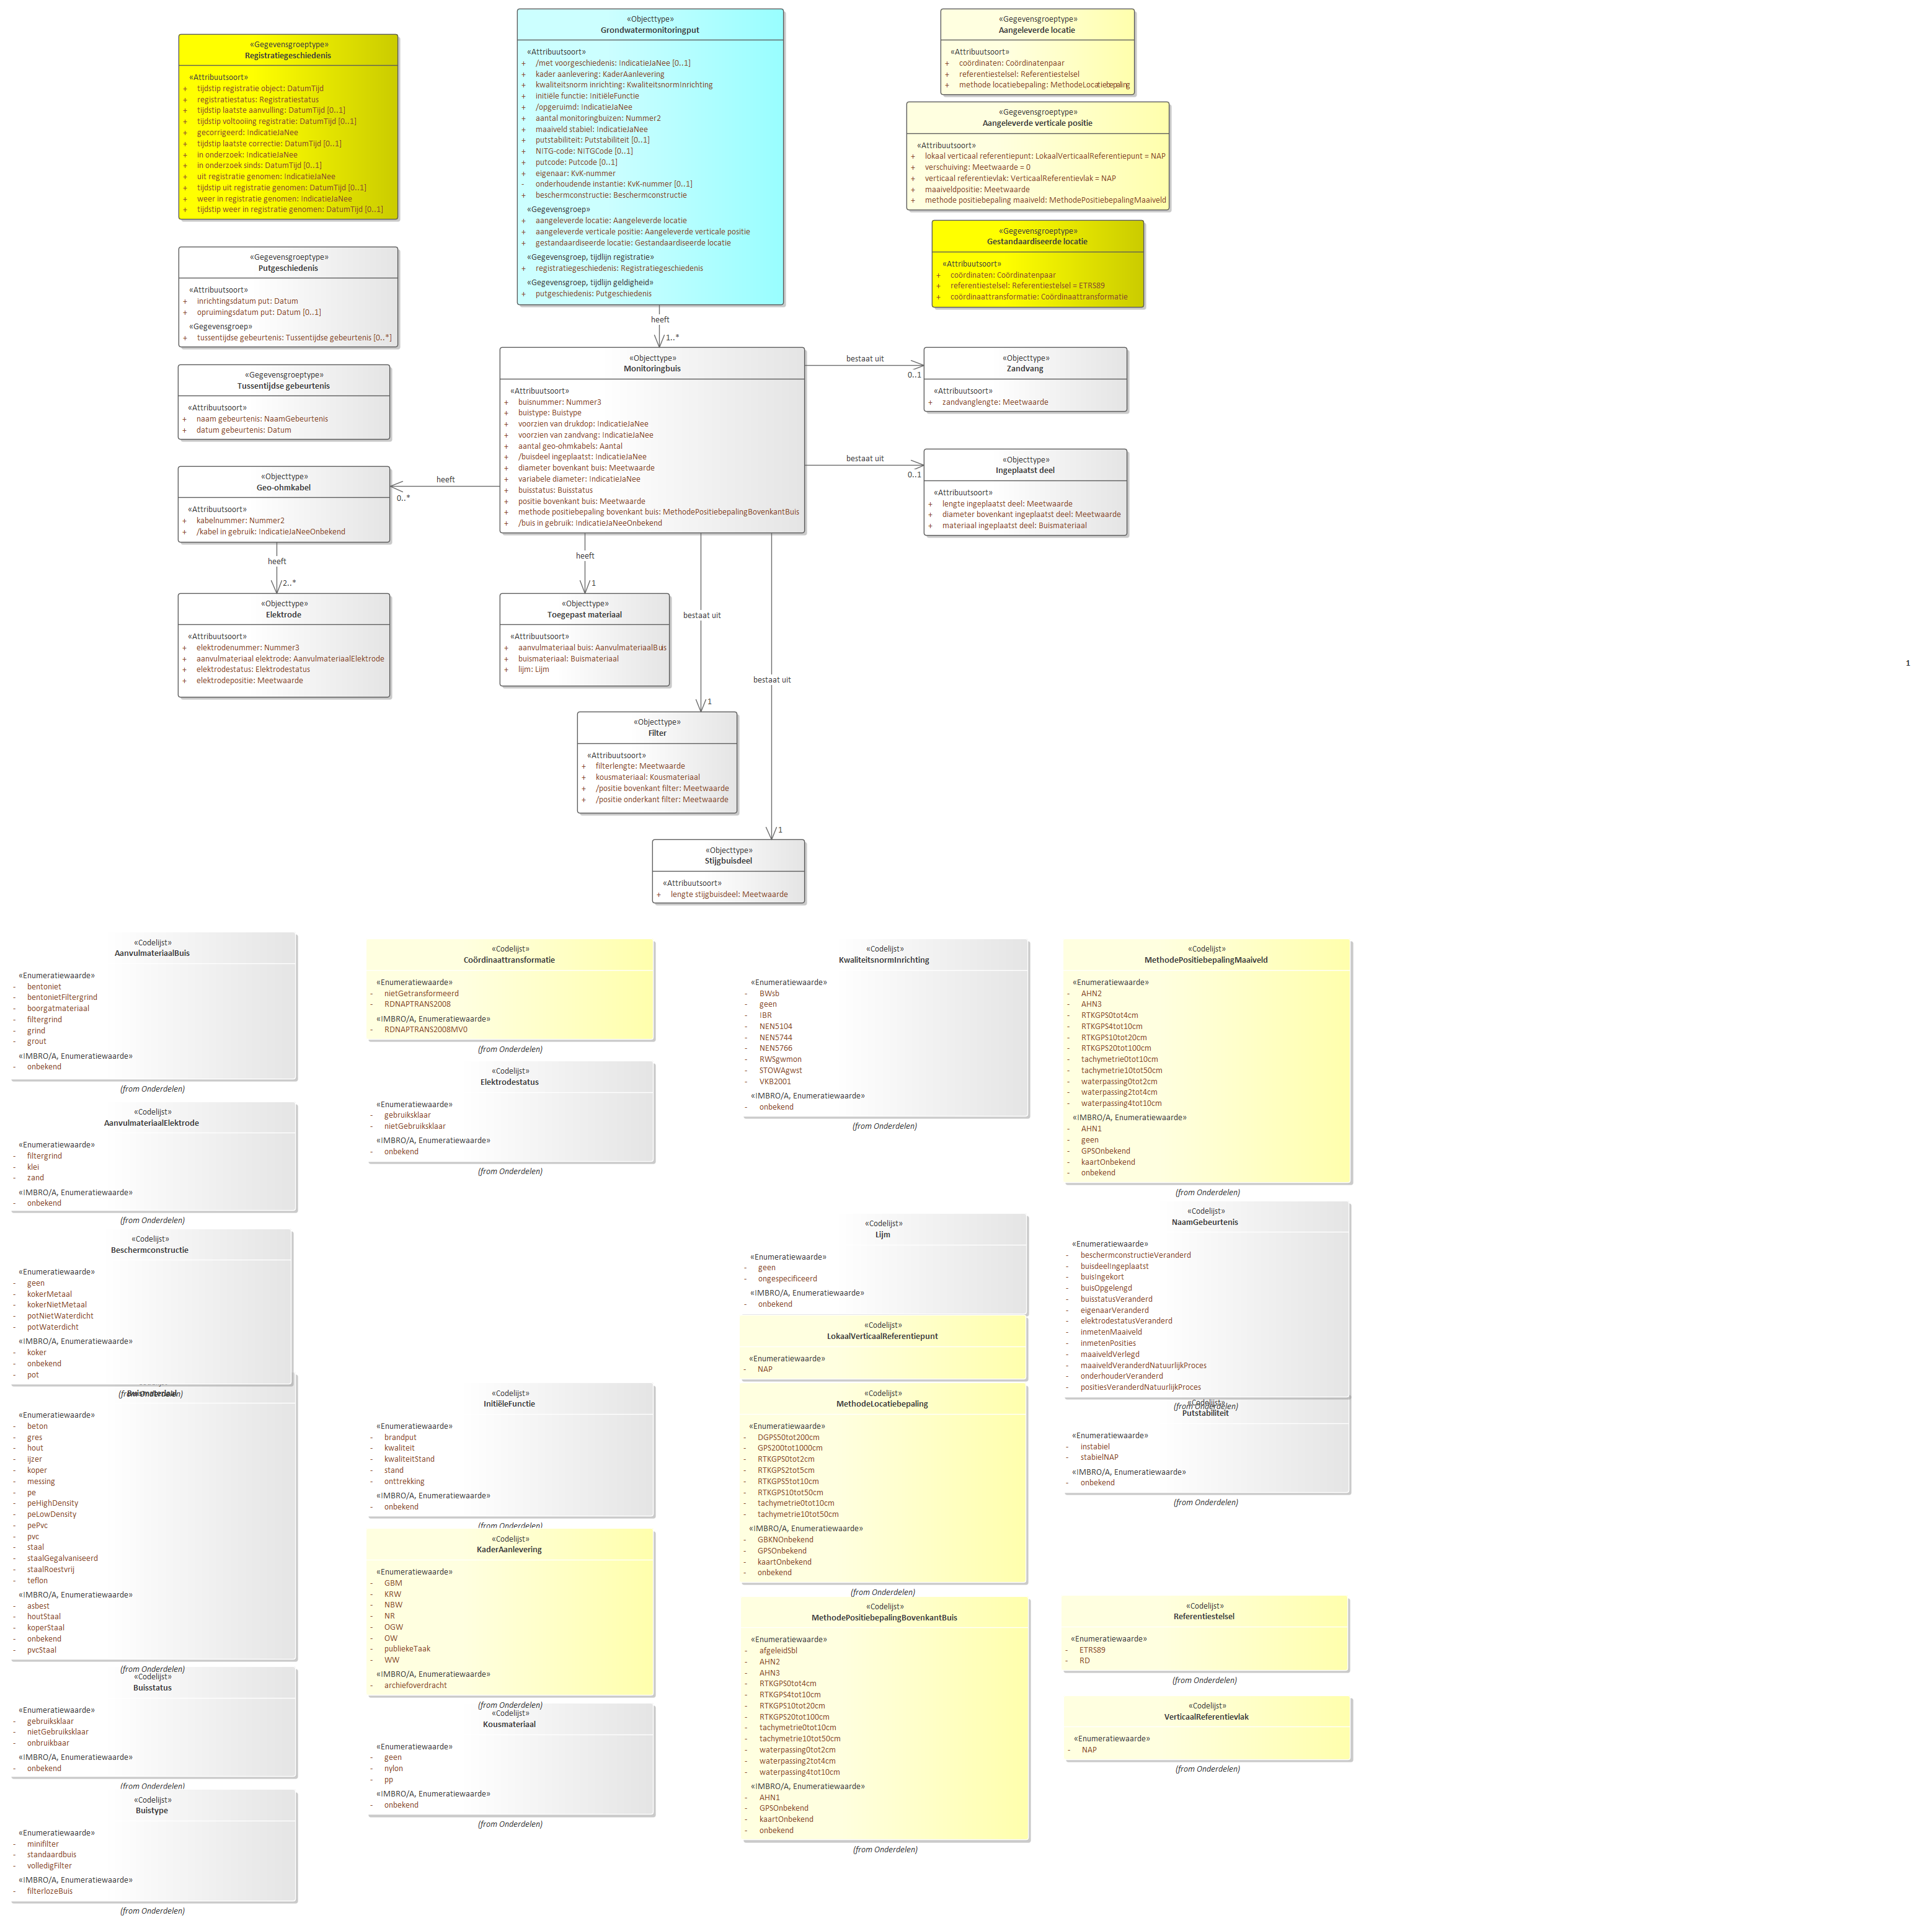 «Objecttype»
Grondwatermonitoringput
«Attribuutsoort»
+ /met voorgeschiedenis: IndicatieJaNee [0..1]
+ kader aanlevering: KaderAanlevering
+ kwaliteitsnorm inrichting: KwaliteitsnormInrichting
+ initiële functie: InitiëleFunctie
+ /opgeruimd: IndicatieJaNee
+ aantal monitoringbuizen: Nummer2
+ maaiveld stabiel: IndicatieJaNee
+ putstabiliteit: Putstabiliteit [0..1]
+ NITG-code: NITGCode [0..1]
+ putcode: Putcode [0..1]
+ eigenaar: KvK-nummer
- onderhoudende instantie: KvK-nummer [0..1]
+ beschermconstructie: Beschermconstructie
«Gegevensgroep»
+ aangeleverde locatie: Aangeleverde locatie
+ aangeleverde verticale positie: Aangeleverde verticale positie
+ gestandaardiseerde locatie: Gestandaardiseerde locatie
«Gegevensgroep, tijdlijn registratie»
+ registratiegeschiedenis: Registratiegeschiedenis
«Gegevensgroep, tijdlijn geldigheid»
+ putgeschiedenis: Putgeschiedenis
«Gegevensgroeptype»
Registratiegeschiedenis
«Attribuutsoort»
+ tijdstip registratie object: DatumTijd
+ registratiestatus: Registratiestatus
+ tijdstip laatste aanvulling: DatumTijd [0..1]
+ tijdstip voltooiing registratie: DatumTijd [0..1]
+ gecorrigeerd: IndicatieJaNee
+ tijdstip laatste correctie: DatumTijd [0..1]
+ in onderzoek: IndicatieJaNee
+ in onderzoek sinds: DatumTijd [0..1]
+ uit registratie genomen: IndicatieJaNee
+ tijdstip uit registratie genomen: DatumTijd [0..1]
+ weer in registratie genomen: IndicatieJaNee
+ tijdstip weer in registratie genomen: DatumTijd [0..1]
«Gegevensgroeptype»
Aangeleverde locatie
«Attribuutsoort»
+ coördinaten: Coördinatenpaar
+ referentiestelsel: Referentiestelsel
+ methode locatiebepaling: MethodeLocatiebepaling
«Gegevensgroeptype»
Aangeleverde verticale positie
«Attribuutsoort»
+ lokaal verticaal referentiepunt: LokaalVerticaalReferentiepunt = NAP
+ verschuiving: Meetwaarde = 0
+ verticaal referentievlak: VerticaalReferentievlak = NAP
+ maaiveldpositie: Meetwaarde
+ methode positiebepaling maaiveld: MethodePositiebepalingMaaiveld
«Gegevensgroeptype»
Gestandaardiseerde locatie
«Attribuutsoort»
+ coördinaten: Coördinatenpaar
+ referentiestelsel: Referentiestelsel = ETRS89
+ coördinaattransformatie: Coördinaattransformatie
«Gegevensgroeptype»
Putgeschiedenis
«Attribuutsoort»
+ inrichtingsdatum put: Datum
+ opruimingsdatum put: Datum [0..1]
«Gegevensgroep»
+ tussentijdse gebeurtenis: Tussentijdse gebeurtenis [0..*]
heeft
1..*
«Objecttype»
Monitoringbuis
«Attribuutsoort»
+ buisnummer: Nummer3
+ buistype: Buistype
+ voorzien van drukdop: IndicatieJaNee
+ voorzien van zandvang: IndicatieJaNee
+ aantal geo-ohmkabels: Aantal
+ /buisdeel ingeplaatst: IndicatieJaNee
+ diameter bovenkant buis: Meetwaarde
+ variabele diameter: IndicatieJaNee
+ buisstatus: Buisstatus
+ positie bovenkant buis: Meetwaarde
+ methode positiebepaling bovenkant buis: MethodePositiebepalingBovenkantBuis
+ /buis in gebruik: IndicatieJaNeeOnbekend
bestaat uit
0..1
«Objecttype»
Zandvang
«Attribuutsoort»
+ zandvanglengte: Meetwaarde
bestaat uit
0..1
«Objecttype»
Ingeplaatst deel
«Attribuutsoort»
+ lengte ingeplaatst deel: Meetwaarde
+ diameter bovenkant ingeplaatst deel: Meetwaarde
+ materiaal ingeplaatst deel: Buismateriaal
«Gegevensgroeptype»
Tussentijdse gebeurtenis
«Attribuutsoort»
+ naam gebeurtenis: NaamGebeurtenis
+ datum gebeurtenis: Datum
heeft
0..*
«Objecttype»
Geo-ohmkabel
«Attribuutsoort»
+ kabelnummer: Nummer2
+ /kabel in gebruik: IndicatieJaNeeOnbekend
heeft
2..*
«Objecttype»
Elektrode
«Attribuutsoort»
+ elektrodenummer: Nummer3
+ aanvulmateriaal elektrode: AanvulmateriaalElektrode
+ elektrodestatus: Elektrodestatus
+ elektrodepositie: Meetwaarde
heeft
1
«Objecttype»
Toegepast materiaal
«Attribuutsoort»
+ aanvulmateriaal buis: AanvulmateriaalBuis
+ buismateriaal: Buismateriaal
+ lijm: Lijm
bestaat uit
1
«Objecttype»
Filter
«Attribuutsoort»
+ filterlengte: Meetwaarde
+ kousmateriaal: Kousmateriaal
+ /positie bovenkant filter: Meetwaarde
+ /positie onderkant filter: Meetwaarde
bestaat uit
1
«Objecttype»
Stijgbuisdeel
«Attribuutsoort»
+ lengte stijgbuisdeel: Meetwaarde
1
«Codelijst»
AanvulmateriaalBuis
«Enumeratiewaarde»
- bentoniet
- bentonietFiltergrind
- boorgatmateriaal
- filtergrind
- grind
- grout
«IMBRO/A, Enumeratiewaarde»
- onbekend
(from Onderdelen)
«Codelijst»
AanvulmateriaalElektrode
«Enumeratiewaarde»
- filtergrind
- klei
- zand
«IMBRO/A, Enumeratiewaarde»
- onbekend
(from Onderdelen)
«Codelijst»
Beschermconstructie
«Enumeratiewaarde»
- geen
- kokerMetaal
- kokerNietMetaal
- potNietWaterdicht
- potWaterdicht
«IMBRO/A, Enumeratiewaarde»
- koker
- onbekend
- pot
(from Onderdelen)
Buismateriaal
«Enumeratiewaarde»
- beton
- gres
- hout
- ijzer
- koper
- messing
- pe
- peHighDensity
- peLowDensity
- pePvc
- pvc
- staal
- staalGegalvaniseerd
- staalRoestvrij
- teflon
«IMBRO/A, Enumeratiewaarde»
- asbest
- houtStaal
- koperStaal
- onbekend
- pvcStaal
(from Onderdelen)
«Codelijst»
Buisstatus
«Enumeratiewaarde»
- gebruiksklaar
- nietGebruiksklaar
- onbruikbaar
«IMBRO/A, Enumeratiewaarde»
- onbekend
(from Onderdelen)
«Codelijst»
Buistype
«Enumeratiewaarde»
- minifilter
- standaardbuis
- volledigFilter
«IMBRO/A, Enumeratiewaarde»
- filterlozeBuis
(from Onderdelen)
«Codelijst»
Coördinaattransformatie
«Enumeratiewaarde»
- nietGetransformeerd
- RDNAPTRANS2008
«IMBRO/A, Enumeratiewaarde»
- RDNAPTRANS2008MV0
(from Onderdelen)
«Codelijst»
Elektrodestatus
«Enumeratiewaarde»
- gebruiksklaar
- nietGebruiksklaar
«IMBRO/A, Enumeratiewaarde»
- onbekend
(from Onderdelen)
«Codelijst»
InitiëleFunctie
«Enumeratiewaarde»
- brandput
- kwaliteit
- kwaliteitStand
- stand
- onttrekking
«IMBRO/A, Enumeratiewaarde»
- onbekend
(from Onderdelen)
«Codelijst»
KaderAanlevering
«Enumeratiewaarde»
- GBM
- KRW
- NBW
- NR
- OGW
- OW
- publiekeTaak
- WW
«IMBRO/A, Enumeratiewaarde»
- archiefoverdracht
(from Onderdelen)
«Codelijst»
Kousmateriaal
«Enumeratiewaarde»
- geen
- nylon
- pp
«IMBRO/A, Enumeratiewaarde»
- onbekend
(from Onderdelen)
«Codelijst»
KwaliteitsnormInrichting
«Enumeratiewaarde»
- BWsb
- geen
- IBR
- NEN5104
- NEN5744
- NEN5766
- RWSgwmon
- STOWAgwst
- VKB2001
«IMBRO/A, Enumeratiewaarde»
- onbekend
(from Onderdelen)
«Codelijst»
Lijm
«Enumeratiewaarde»
- geen
- ongespecificeerd
«IMBRO/A, Enumeratiewaarde»
- onbekend
«Codelijst»
LokaalVerticaalReferentiepunt
«Enumeratiewaarde»
- NAP
«Codelijst»
MethodeLocatiebepaling
«Enumeratiewaarde»
- DGPS50tot200cm
- GPS200tot1000cm
- RTKGPS0tot2cm
- RTKGPS2tot5cm
- RTKGPS5tot10cm
- RTKGPS10tot50cm
- tachymetrie0tot10cm
- tachymetrie10tot50cm
«IMBRO/A, Enumeratiewaarde»
- GBKNOnbekend
- GPSOnbekend
- kaartOnbekend
- onbekend
(from Onderdelen)
«Codelijst»
MethodePositiebepalingBovenkantBuis
«Enumeratiewaarde»
- afgeleidSbl
- AHN2
- AHN3
- RTKGPS0tot4cm
- RTKGPS4tot10cm
- RTKGPS10tot20cm
- RTKGPS20tot100cm
- tachymetrie0tot10cm
- tachymetrie10tot50cm
- waterpassing0tot2cm
- waterpassing2tot4cm
- waterpassing4tot10cm
«IMBRO/A, Enumeratiewaarde»
- AHN1
- GPSOnbekend
- kaartOnbekend
- onbekend
(from Onderdelen)
«Codelijst»
MethodePositiebepalingMaaiveld
«Enumeratiewaarde»
- AHN2
- AHN3
- RTKGPS0tot4cm
- RTKGPS4tot10cm
- RTKGPS10tot20cm
- RTKGPS20tot100cm
- tachymetrie0tot10cm
- tachymetrie10tot50cm
- waterpassing0tot2cm
- waterpassing2tot4cm
- waterpassing4tot10cm
«IMBRO/A, Enumeratiewaarde»
- AHN1
- geen
- GPSOnbekend
- kaartOnbekend
- onbekend
(from Onderdelen)
«Codelijst»
NaamGebeurtenis
«Enumeratiewaarde»
- beschermconstructieVeranderd
- buisdeelIngeplaatst
- buisIngekort
- buisOpgelengd
- buisstatusVeranderd
- eigenaarVeranderd
- elektrodestatusVeranderd
- inmetenMaaiveld
- inmetenPosities
- maaiveldVerlegd
- maaiveldVeranderdNatuurlijkProces
- onderhouderVeranderd
- positiesVeranderdNatuurlijkProces
(from Onderdelen)
«Codelijst»
Putstabiliteit
«Enumeratiewaarde»
- instabiel
- stabielNAP
«IMBRO/A, Enumeratiewaarde»
- onbekend
(from Onderdelen)
«Codelijst»
Referentiestelsel
«Enumeratiewaarde»
- ETRS89
- RD
(from Onderdelen)
«Codelijst»
VerticaalReferentievlak
«Enumeratiewaarde»
- NAP
(from Onderdelen)